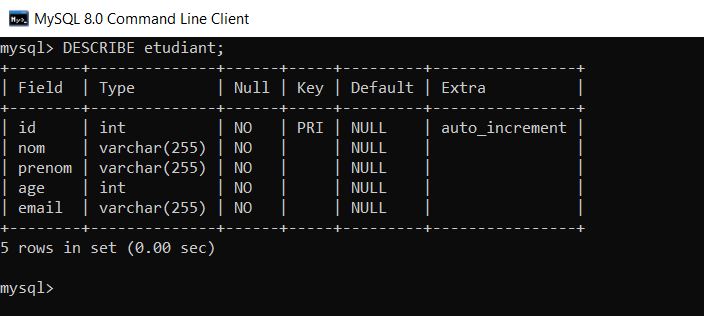 MySQL 8.0 Command Line Client
mysql> DESCRIBE etudiant;
+--------+--------------+------+-----+---------+----------------+
| Field  | Type         | Null | Key | Default | Extra          |
+--------+--------------+------+-----+---------+----------------+
| id     | int          | NO   | PRI | NULL    | auto_increment |
| nom    | varchar(255) | NO   |     | NULL    |                |
| prenom | varchar(255) | NO   |     | NULL    |                |
| age    | int          | NO   |     | NULL    |                |
| email  | varchar(255) | NO   |     | NULL    |                |
+--------+--------------+------+-----+---------+----------------+
5 rows in set (0.00 sec)
mysql>